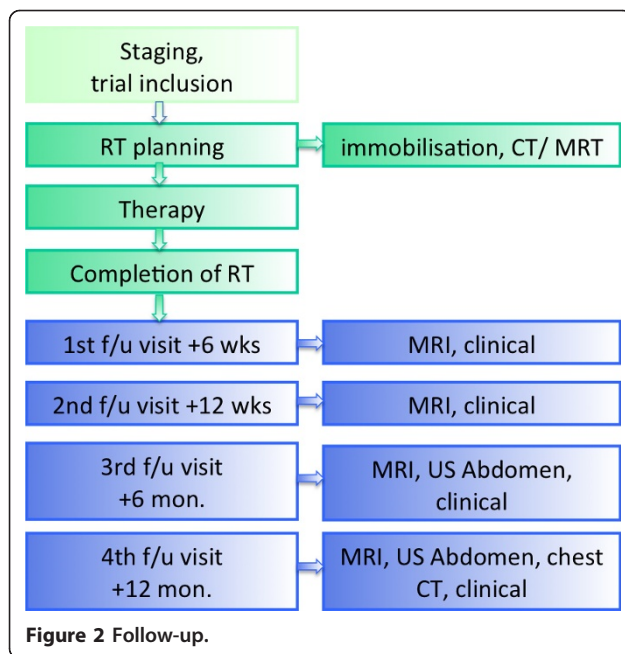 Staging,
trial inclusion
RT planning
immobilisation, CT/ MRT
Therapy
Completion of RT
1st f/u visit +6 wks
MRI, clinical
2nd f/u visit +12 wks
MRI, clinical
3rd f/u visit
+6 mon.
MRI, US Abdomen,
clinical
4th f/u visit
+12 mon.
MRI, US Abdomen, chest
CT, clinical
Figure 2 Follow-up.